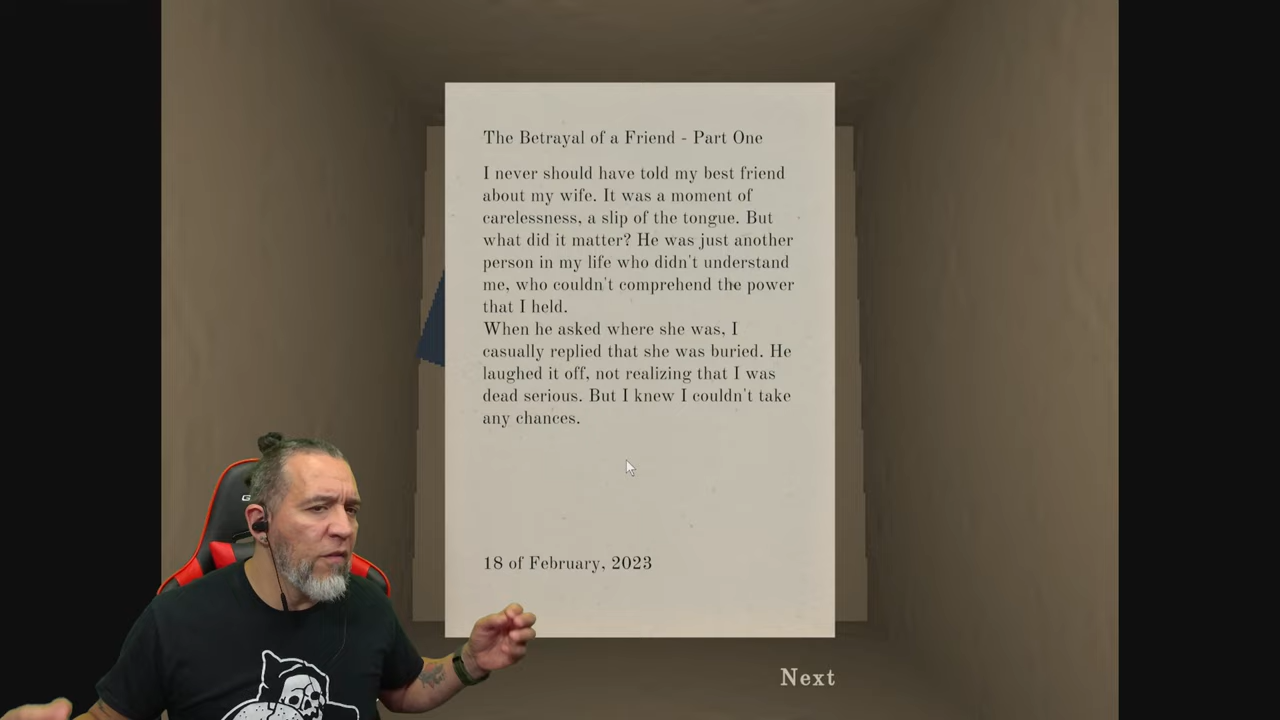 The Betrayal of a Friend - Part One
I never should have told my best friend
about my wife. It was a moment of
carelessness, a slip of the tongue. But
what did it matter? He was just another
person in my life who didn't understand
me, who couldn't comprehend the power
that I held.
When he asked where she was, I
casually replied that she was buried. He
laughed it off, not realizing that I was
dead serious. But I knew I couldn't take
any chances.
18 of February, 2023
Next